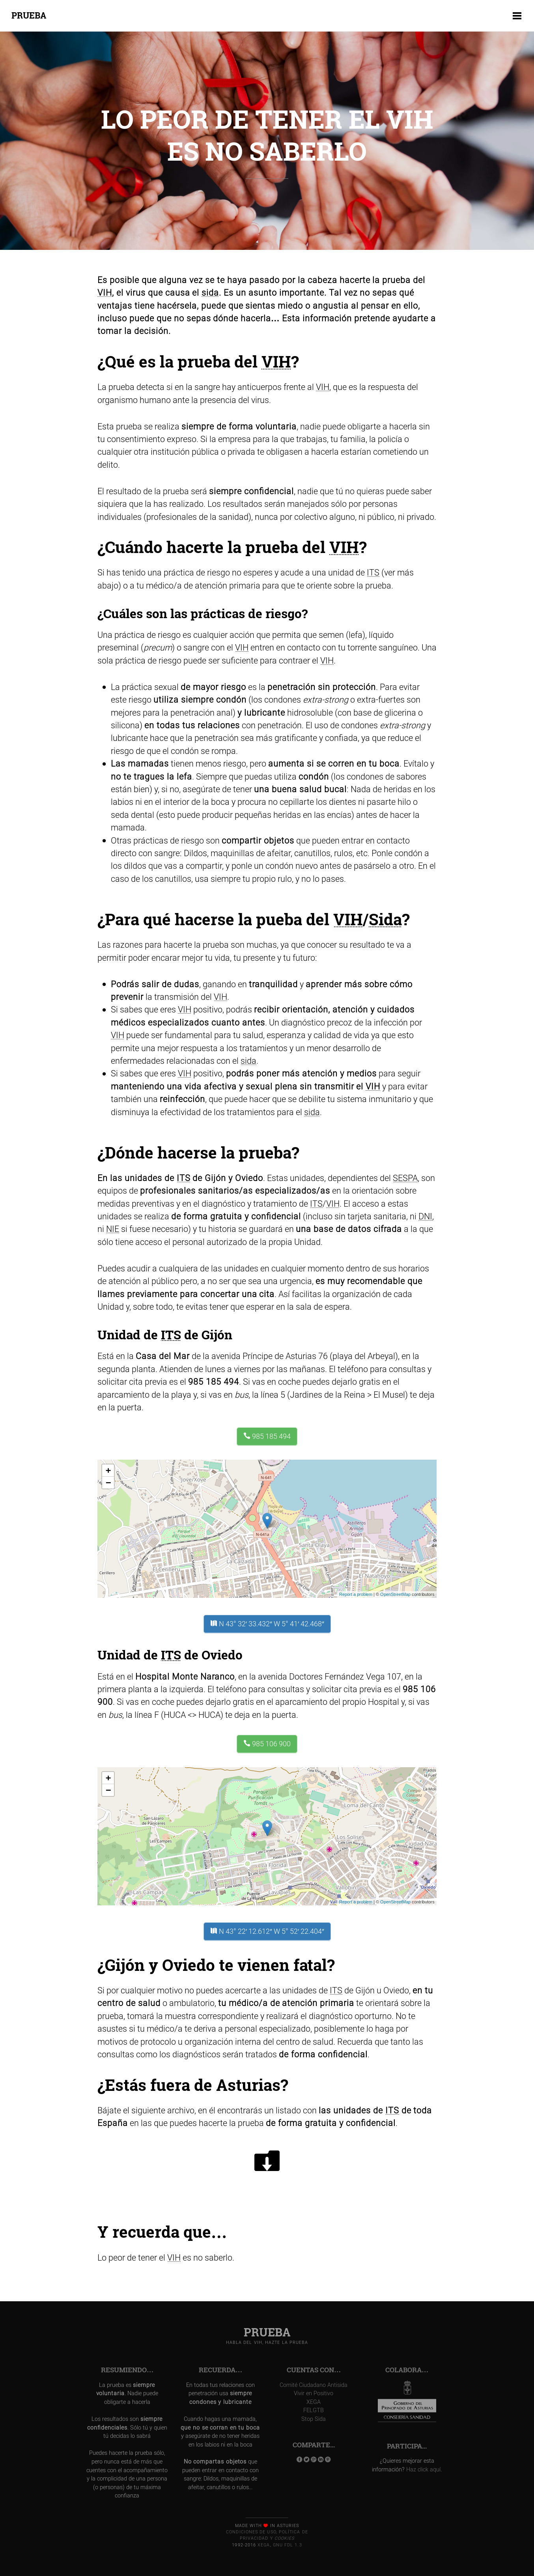 PRUEBA
LO PEOR DE TENER EL VIH
ES NO SABERLO
Es posible que alguna vez se te haya pasado por la cabeza hacerte la prueba del
VIH, el virus que causa el sida. Es un asunto importante. Tal vez no sepas qué
ventajas tiene hacérsela, puede que sientas miedo o angustia al pensar en ello,
incluso puede que no sepas dónde hacerla... Esta información pretende ayudarte a
tomar la decisión.
¿Qué es la prueba del VIH?
La prueba detecta si en la sangre hay anticuerpos frente al VIH, que es la respuesta del
organismo humano ante la presencia del virus.
Esta prueba se realiza siempre de forma voluntaria, nadie puede obligarte a hacerla sin
tu consentimiento expreso. Si la empresa para la que trabajas, tu familia, la policía o
cualquier otra institución pública o privada te obligasen a hacerla estarían cometiendo un
delito.
El resultado de la prueba será siempre confidencial, nadie que tú no quieras puede saber
siquiera que la has realizado. Los resultados serán manejados sólo por personas
individuales (profesionales de la sanidad), nunca por colectivo alguno, ni público, ni privado.
¿Cuándo hacerte la prueba del VIH?
Si has tenido una práctica de riesgo no esperes y acude a una unidad de ITS (ver más
abajo) o a tu médico/a de atención primaria para que te oriente sobre la prueba.
¿Cuáles son las prácticas de riesgo?
Una práctica de riesgo es cualquier acción que permita que semen (lefa), líquido
preseminal (precum) o sangre con el VIH entren en contacto con tu torrente sanguíneo. Una
sola práctica de riesgo puede ser suficiente para contraer el VIH.
La práctica sexual de mayor riesgo es la penetración sin protección. Para evitar
este riesgo utiliza siempre condón (los condones extra-strong o extra-fuertes son
mejores para la penetración anal) y lubricante hidrosoluble (con base de glicerina o
silicona) en todas tus relaciones con penetración. El uso de condones extra-strong y
lubricante hace que la penetración sea más gratificante y confiada, ya que reduce el
riesgo de que el condón se rompa.
Las mamadas tienen menos riesgo, pero aumenta si se corren en tu boca. Evítalo y
no te tragues la lefa. Siempre que puedas utiliza condón (los condones de sabores
están bien) y, si no, asegúrate de tener una buena salud bucal: Nada de heridas en los
labios ni en el interior de la boca y procura no cepillarte los dientes ni pasarte hilo o
seda dental (esto puede producir pequeñas heridas en las encías) antes de hacer la
mamada.
Otras prácticas de riesgo son compartir objetos que pueden entrar en contacto
directo con sangre: Dildos, maquinillas de afeitar, canutillos, rulos, etc. Ponle condón a
los dildos que vas a compartir, y ponle un condón nuevo antes de pasárselo a otro. En el
caso de los canutillos, usa siempre tu propio rulo, y no lo pases.
¿Para qué hacerse la pueba del VIH/Sida?
Las razones para hacerte la prueba son muchas, ya que conocer su resultado te va a
permitir poder encarar mejor tu vida, tu presente y tu futuro:
Podrás salir de dudas, ganando en tranquilidad y aprender más sobre cómo
prevenir la transmisión del VIH.
Si sabes que eres VIH positivo, podrás recibir orientación, atención y cuidados
médicos especializados cuanto antes. Un diagnóstico precoz de la infección por
VIH puede ser fundamental para tu salud, esperanza y calidad de vida ya que esto
permite una mejor respuesta a los tratamientos y un menor desarrollo de
enfermedades relacionadas con el sida.
Si sabes que eres VIH positivo, podrás poner más atención y medios para seguir
manteniendo una vida afectiva y sexual plena sin transmitir el VIH y para evitar
también una reinfección, que puede hacer que se debilite tu sistema inmunitario y que
disminuya la efectividad de los tratamientos para el sida.
¿Dónde hacerse la prueba?
En las unidades de ITS de Gijón y Oviedo. Estas unidades, dependientes del SESPA, son
equipos de profesionales sanitarios/as especializados/as en la orientación sobre
medidas preventivas y en el diagnóstico y tratamiento de ITS/VIH. El acceso a estas
unidades se realiza de forma gratuita y confidencial (incluso sin tarjeta sanitaria, ni DNI,
ni NIE si fuese necesario) y tu historia se guardará en una base de datos cifrada a la que
sólo tiene acceso el personal autorizado de la propia Unidad.
Puedes acudir a cualquiera de las unidades en cualquier momento dentro de sus horarios
de atención al público pero, a no ser que sea una urgencia, es muy recomendable que
llames previamente para concertar una cita. Así facilitas la organización de cada
Unidad y, sobre todo, te evitas tener que esperar en la sala de espera.
Unidad de ITS de Gijón
Está en la Casa del Mar de la avenida Príncipe de Asturias 76 (playa del Arbeyal), en la
segunda planta. Atienden de lunes a viernes por las mañanas. El teléfono para consultas y
solicitar cita previa es el 985 185 494. Si vas en coche puedes dejarlo gratis en el
aparcamiento de la playa y, si vas en bus, la línea 5 (Jardines de la Reina > El Musel) te deja
en la puerta.
985 185 494
+
−
Report a problem | © OpenStreetMap contributors
N 43° 32' 33.432" W 5° 41' 42.468"
Unidad de ITS de Oviedo
Está en el Hospital Monte Naranco, en la avenida Doctores Fernández Vega 107, en la
primera planta a la izquierda. El teléfono para consultas y solicitar cita previa es el 985 106
900. Si vas en coche puedes dejarlo gratis en el aparcamiento del propio Hospital y, si vas
en bus, la línea F (HUCA <> HUCA) te deja en la puerta.
985 106 900
+
−
Report a problem | © OpenStreetMap contributors
N 43° 22' 12.612" W 5° 52' 22.404"
¿Gijón y Oviedo te vienen fatal?
Si por cualquier motivo no puedes acercarte a las unidades de ITS de Gijón u Oviedo, en tu
centro de salud o ambulatorio, tu médico/a de atención primaria te orientará sobre la
prueba, tomará la muestra correspondiente y realizará el diagnóstico oportuno. No te
asustes si tu médico/a te deriva a personal especializado, posiblemente lo haga por
motivos de protocolo u organización interna del centro de salud. Recuerda que tanto las
consultas como los diagnósticos serán tratados de forma confidencial.
¿Estás fuera de Asturias?
Bájate el siguiente archivo, en él encontrarás un listado con las unidades de ITS de toda
España en las que puedes hacerte la prueba de forma gratuita y confidencial.
Y recuerda que...
Lo peor de tener el VIH es no saberlo.
PRUEBA
HABLA DEL VIH, HAZTE LA PRUEBA
RESUMIENDO...
La prueba es siempre
voluntaria. Nadie puede
obligarte a hacerla
Los resultados son siempre
confidenciales. Sólo tú y quien
tú decidas lo sabrá
Puedes hacerte la prueba sólo,
pero nunca está de más que
cuentes con el acompañamiento
y la complicidad de una persona
(o personas) de tu máxima
confianza
RECUERDA...
En todas tus relaciones con
penetración usa siempre
condones y lubricante
Cuando hagas una mamada,
que no se corran en tu boca
y asegúrate de no tener heridas
en los labios ni en la boca
No compartas objetos que
pueden entrar en contacto con
sangre: Dildos, maquinillas de
afeitar, canutillos o rulos...
CUENTAS CON...
Comité Ciudadano Antisida
Vivir en Positivo
XEGA
FELGTB
Stop Sida
COMPARTE...
COLABORA...
GOBIERNO DEL
PRINCIPADO DE ASTURIAS
CONSEJERÍA SANIDAD
PARTICIPA...
¿Quieres mejorar esta
información? Haz click aquí.
MADE WITH ❤ IN ASTURIES
CONDICIONES DE USO, POLÍTICA DE
PRIVACIDAD Y COOKIES
1992-2016 XEGA, GNU FDL 1.3